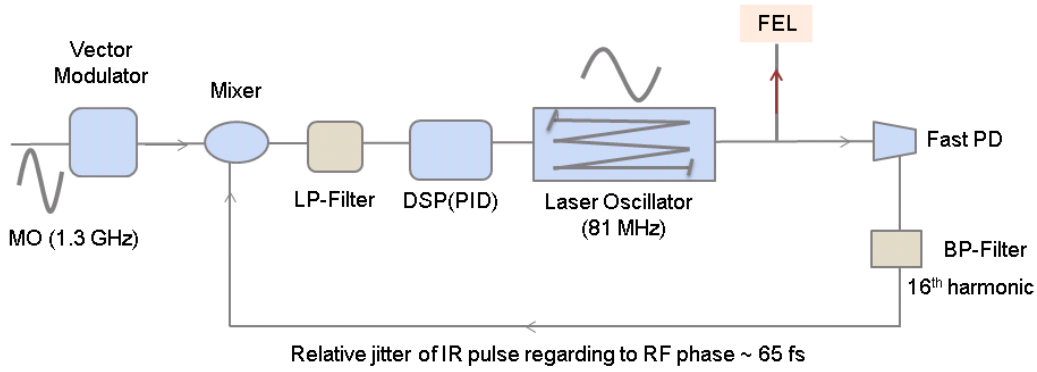 FEL
Vector
Modulator
Mixer
Fast PD
LP-Filter
DSP(PID)
Laser Oscillator
(81 MHz)
MO (1.3 GHz)
BP-Filter
16th harmonic
Relative jitter of IR pulse regarding to RF phase ~ 65 fs